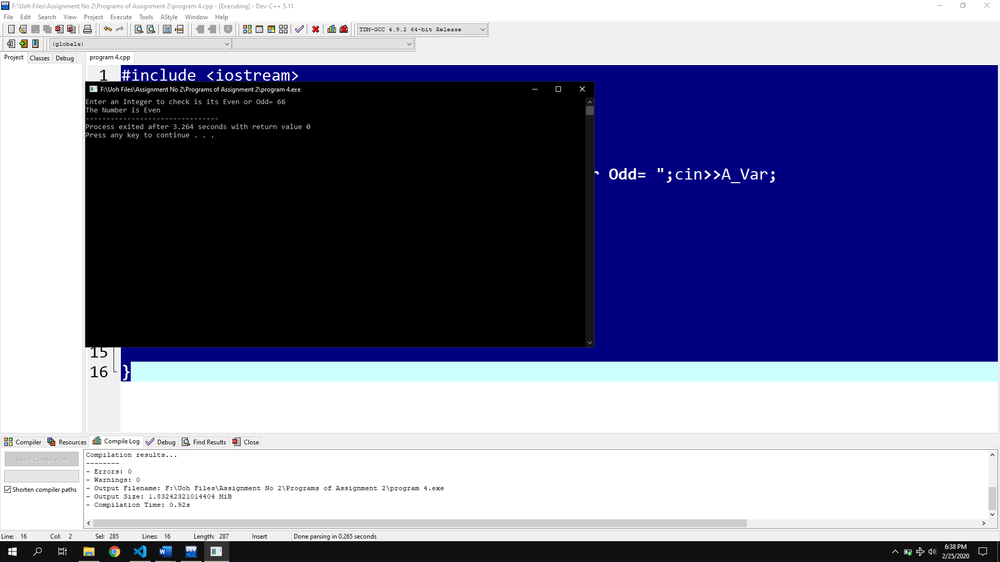 F:\Uoh Files\Assignment No 2\Programs of Assignment 2\program 4.cpp - [Executing] - Dev-C++ 5.11
File Edit Search View Project Execute Tools AStyle Window Help
TDM-GCC 4.9.2 64-bit Release
(globals)
Project Classes Debug
program 4.cpp
1 #include <iostream>
F:\Uoh Files\Assignment No 2\Programs of Assignment 2\program 4.exe
Enter an Integer to check is its Even or Odd= 66
The Number is Even
--------------------------------
Process exited after 3.264 seconds with return value 0
Press any key to continue . . .
r Odd= ";cin>>A_Var;
15
16 }
Compiler Resources Compile Log Debug Find Results Close
Abort Compilation
Shorten compiler paths
Compilation results...
--------
- Errors: 0
- Warnings: 0
- Output Filename: F:\Uoh Files\Assignment No 2\Programs of Assignment 2\program 4.exe
- Output Size: 1.83242321014404 MiB
- Compilation Time: 0.92s
Line: 16 Col: 2 Sel: 285 Lines: 16 Length: 287 Insert Done parsing in 0.265 seconds
DEV
6:38 PM
2/25/2020